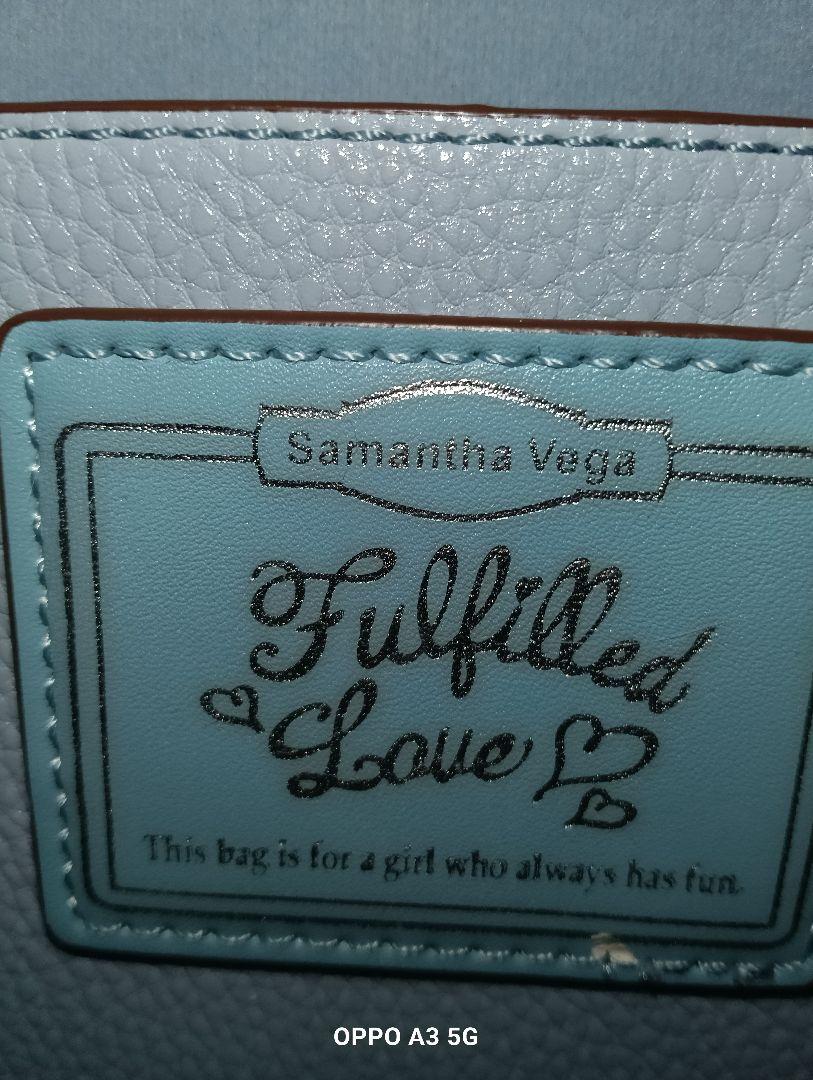 Samantha Vega
Fulfilled
Love
This bag is for a girl who always has fun.
OPPO A3 5G